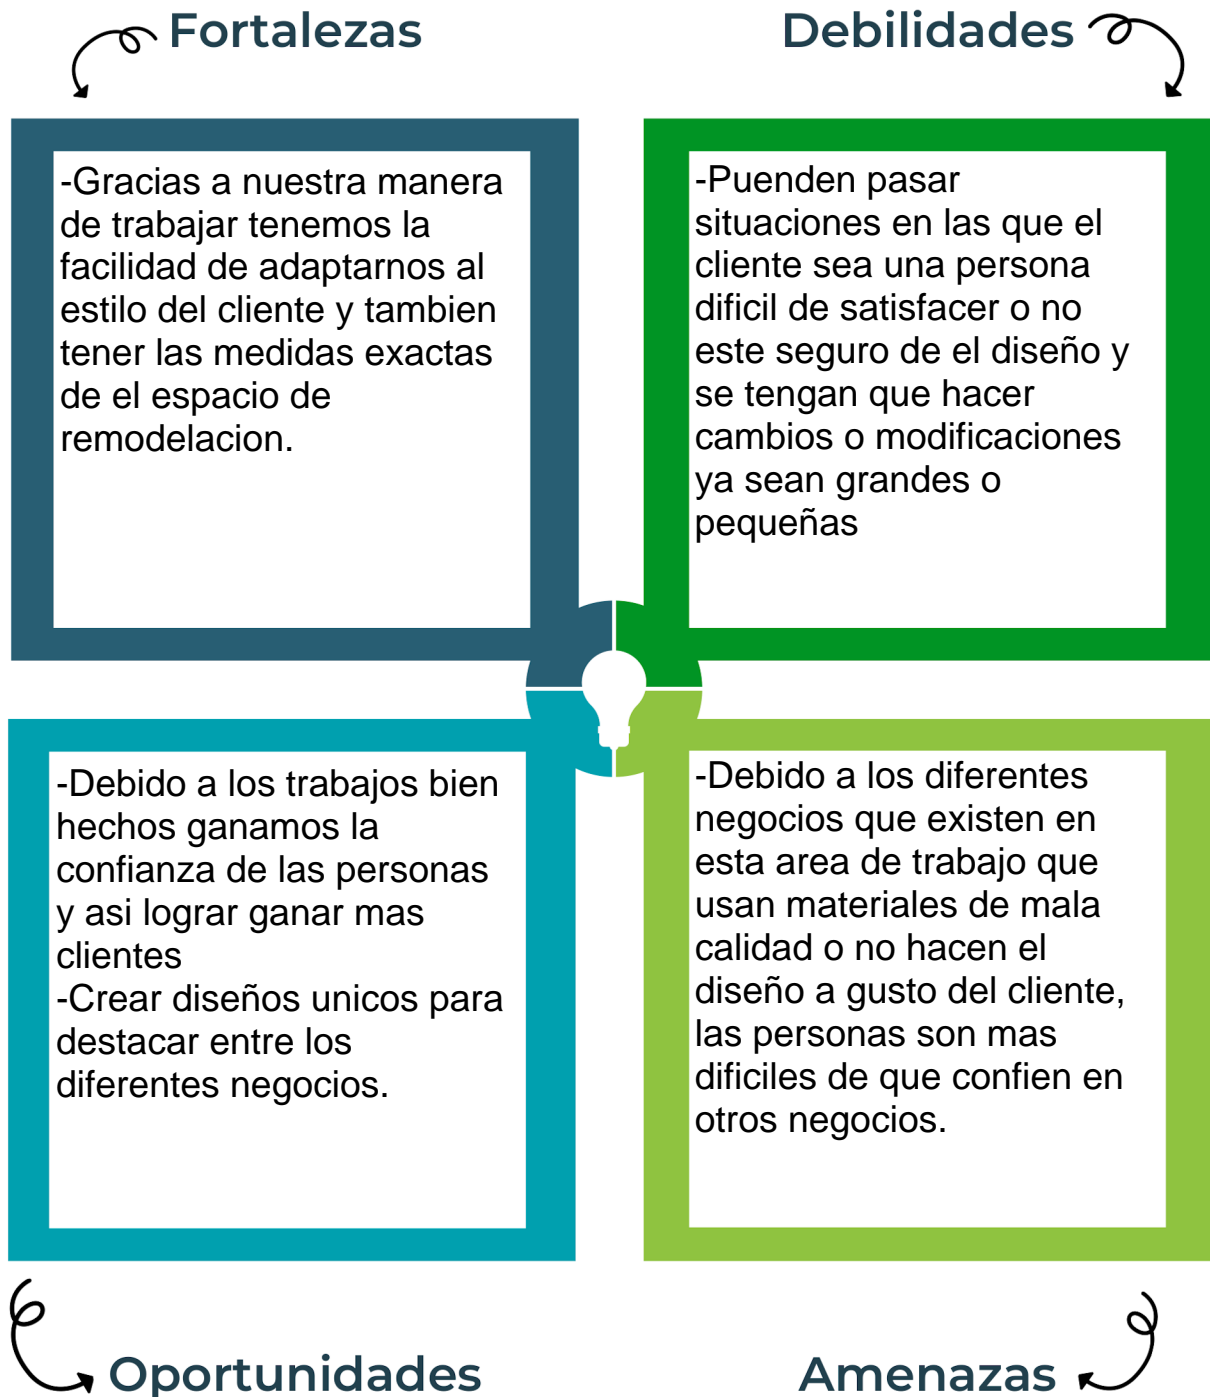 Fortalezas
-Gracias a nuestra manera
de trabajar tenemos la
facilidad de adaptarnos al
estilo del cliente y tambien
tener las medidas exactas
de el espacio de
remodelacion.
Debilidades
-Puenden pasar
situaciones en las que el
cliente sea una persona
dificil de satisfacer o no
este seguro de el diseño y
se tengan que hacer
cambios o modificaciones
ya sean grandes o
pequeñas
-Debido a los trabajos bien
hechos ganamos la
confianza de las personas
y asi lograr ganar mas
clientes
-Crear diseños unicos para
destacar entre los
diferentes negocios.
Oportunidades
-Debido a los diferentes
negocios que existen en
esta area de trabajo que
usan materiales de mala
calidad o no hacen el
diseño a gusto del cliente,
las personas son mas
dificiles de que confien en
otros negocios.
Amenazas